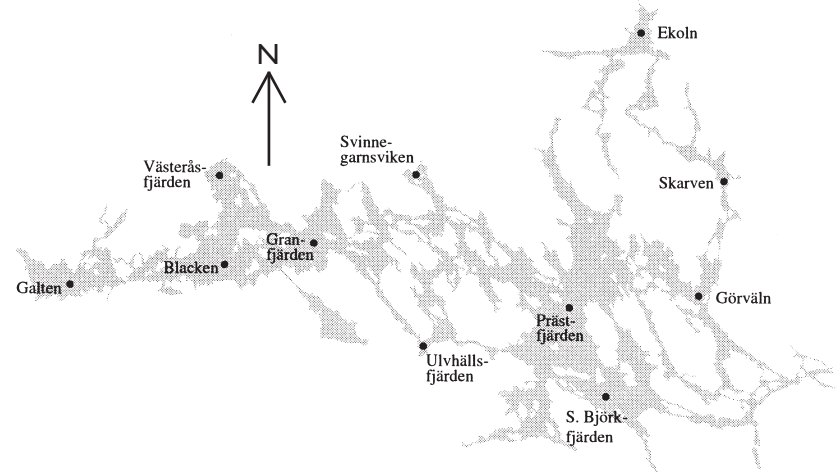 Ekoln
N
Svinne-
garnsviken
Västerås-
fjärden
Skarven
Gran-
fjärden
Blacken
Galten
Görväln
Präst-
fjärden
Ulvhälls-
fjärden
S. Björk-
fjärden